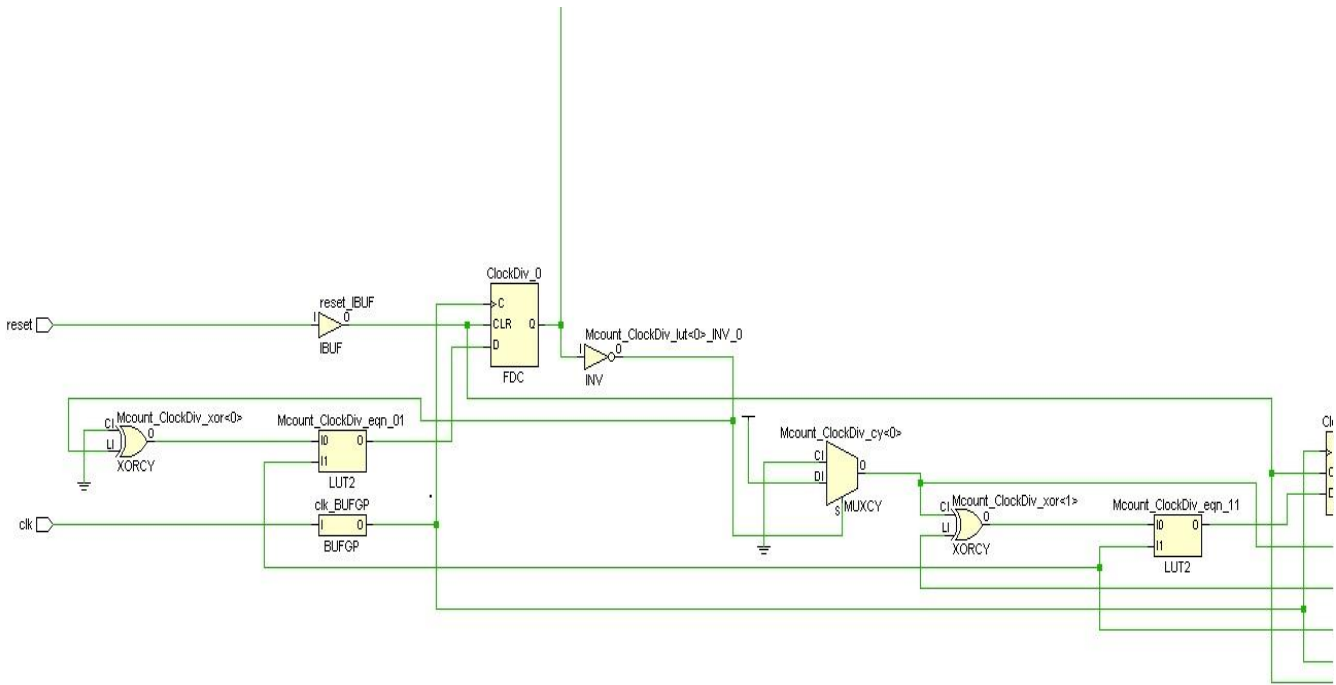 ClockDiv_0
C
CLR Q
D
FDC
reset
reset_IBUF
I O
IBUF
Mcount_ClockDiv_lut<0>_INV_0
I O
INV
Mcount_ClockDiv_xor<0>
CI O
LI
XORCY
Mcount_ClockDiv_eqn_01
I0 O
I1
LUT2
clk
clk_BUFGP
I O
BUFGP
Mcount_ClockDiv_cy<0>
CI O
DI
S
MUXCY
Mcount_ClockDiv_xor<1>
CI O
LI
XORCY
Mcount_ClockDiv_eqn_11
I0 O
I1
LUT2
D